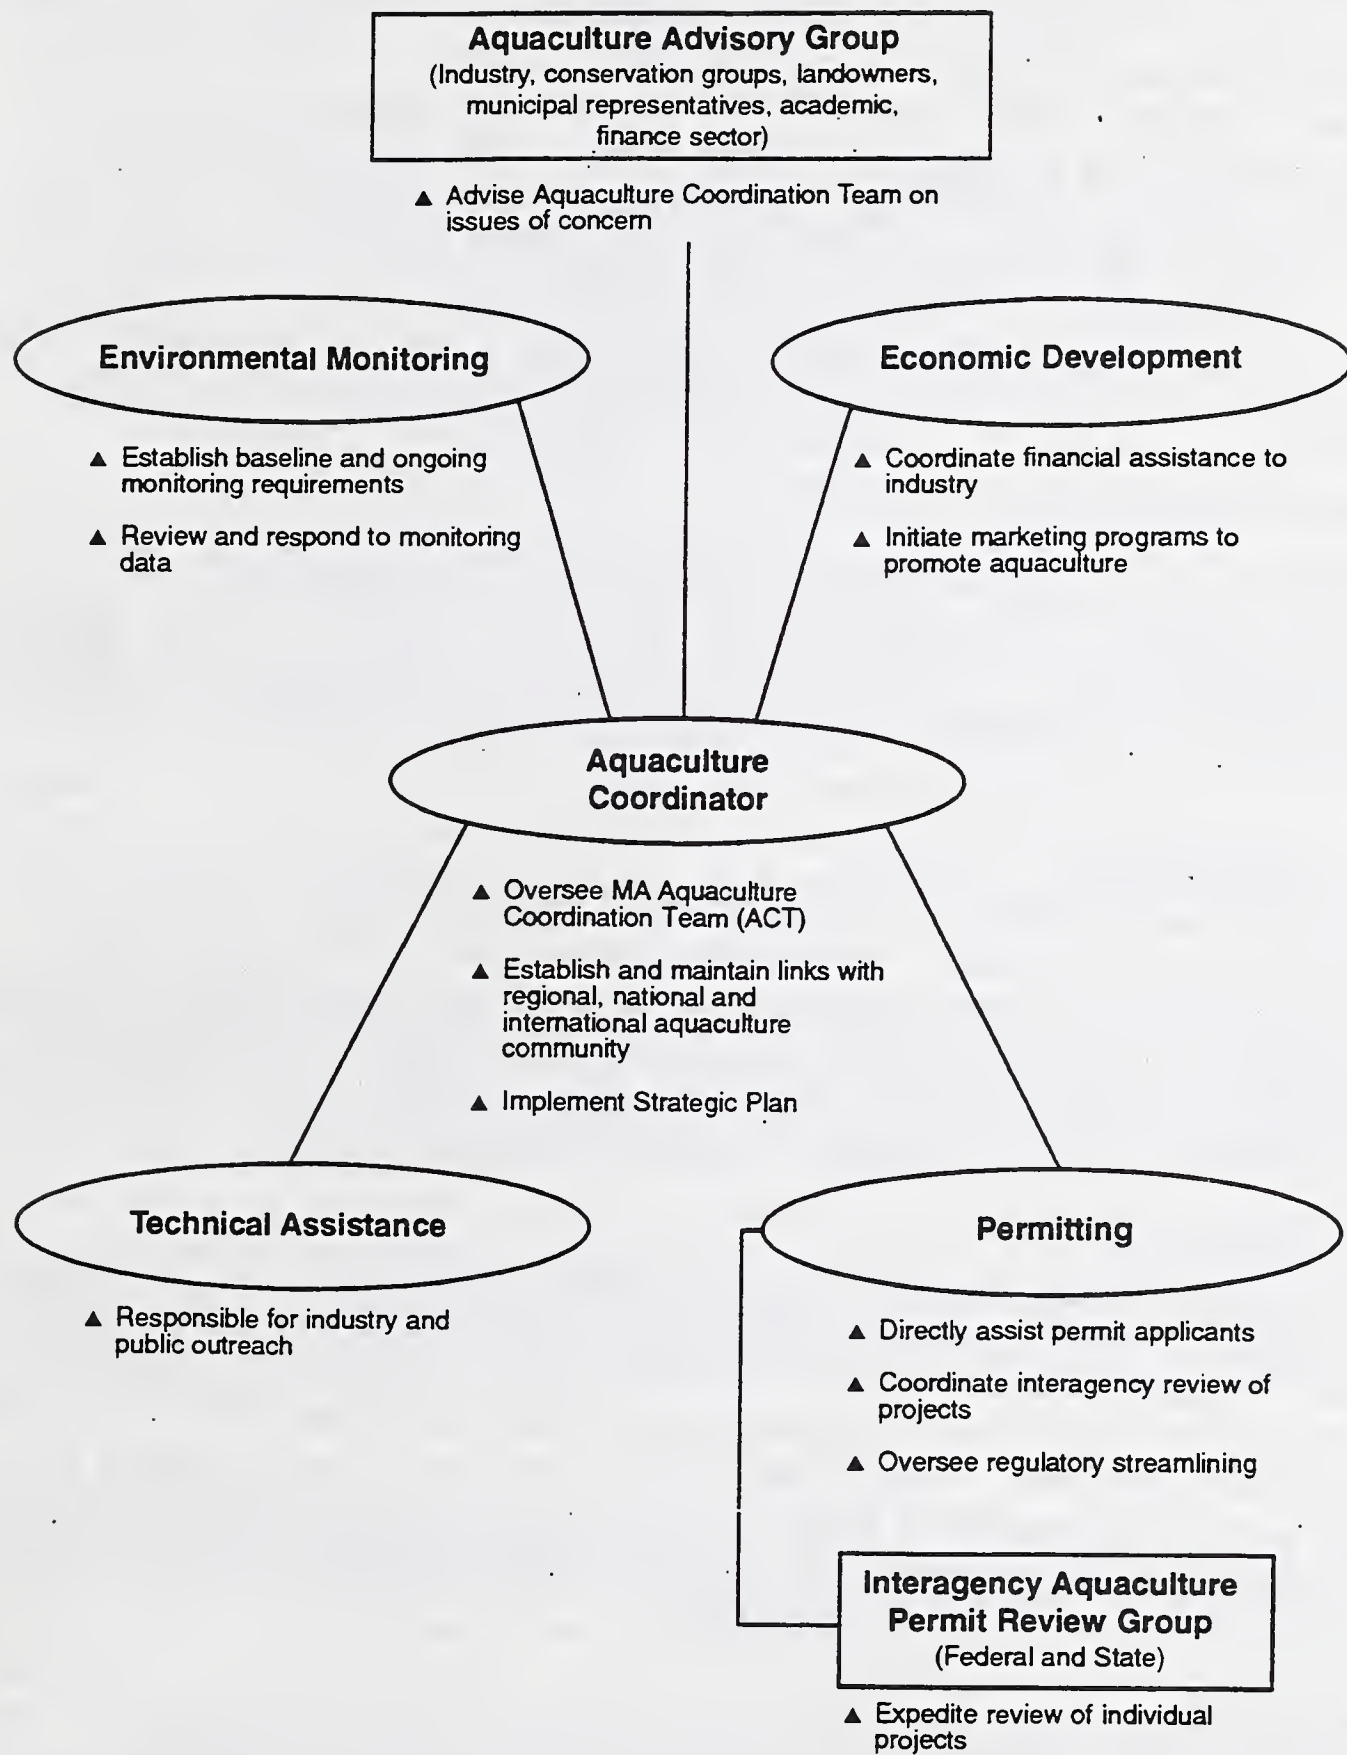 Aquaculture Advisory Group
(Industry, conservation groups, landowners,
municipal representatives, academic,
finance sector)
▲ Advise Aquaculture Coordination Team on
issues of concern
Environmental Monitoring
▲ Establish baseline and ongoing
monitoring requirements
▲ Review and respond to monitoring
data
Economic Development
▲ Coordinate financial assistance to
industry
▲ Initiate marketing programs to
promote aquaculture
Aquaculture
Coordinator
▲ Oversee MA Aquaculture
Coordination Team (ACT)
▲ Establish and maintain links with
regional, national and
international aquaculture
community
▲ Implement Strategic Plan
Technical Assistance
▲ Responsible for industry and
public outreach
Permitting
▲ Directly assist permit applicants
▲ Coordinate interagency review of
projects
▲ Oversee regulatory streamlining
Interagency Aquaculture
Permit Review Group
(Federal and State)
▲ Expedite review of individual
projects